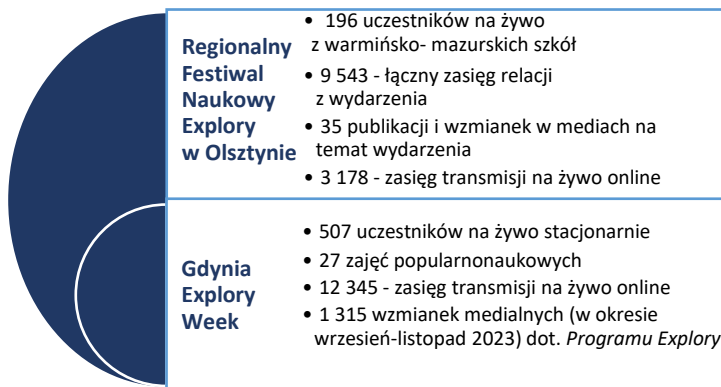 Regionalny
Festiwal
Naukowy
Explory
w Olsztynie
• 196 uczestników na żywo
z warmińsko- mazurskich szkół
• 9 543 - łączny zasięg relacji
z wydarzenia
• 35 publikacji i wzmianek w mediach na
temat wydarzenia
• 3 178 - zasięg transmisji na żywo online
Gdynia
Explory
Week
• 507 uczestników na żywo stacjonarnie
• 27 zajęć popularnonaukowych
• 12 345 - zasięg transmisji na żywo online
• 1 315 wzmianek medialnych (w okresie
wrzesień-listopad 2023) dot. Programu Explory